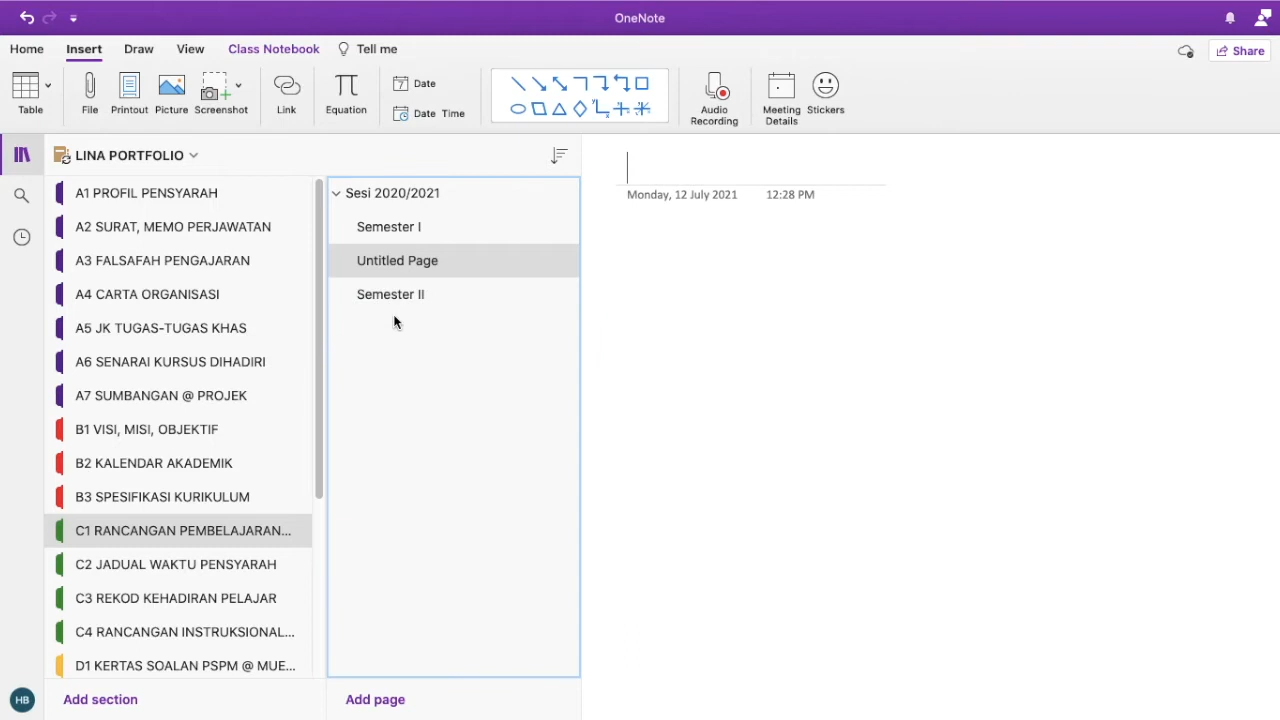 OneNote
Home Insert Draw View Class Notebook Tell me
Share
Table File Printout Picture Screenshot Link Equation
Date
Date Time
Audio Recording
Meeting Details
Stickers
LINA PORTFOLIO
A1 PROFIL PENSYARAH
A2 SURAT, MEMO PERJAWATAN
A3 FALSAFAH PENGAJARAN
A4 CARTA ORGANISASI
A5 JK TUGAS-TUGAS KHAS
A6 SENARAI KURSUS DIHADIRI
A7 SUMBANGAN @ PROJEK
B1 VISI, MISI, OBJEKTIF
B2 KALENDAR AKADEMIK
B3 SPESIFIKASI KURIKULUM
C1 RANCANGAN PEMBELAJARAN...
C2 JADUAL WAKTU PENSYARAH
C3 REKOD KEHADIRAN PELAJAR
C4 RANCANGAN INSTRUKSIONAL...
D1 KERTAS SOALAN PSPM @ MUE...
HB
Add section
Sesi 2020/2021
Semester I
Untitled Page
Semester II
Add page
Monday, 12 July 2021 12:28 PM